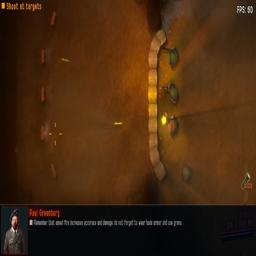 Shoot at targets
FPS: 60
Paul Greenburg
Remember that aimed fire increases accuracy and damage, do not forget to wear body armor and use grena